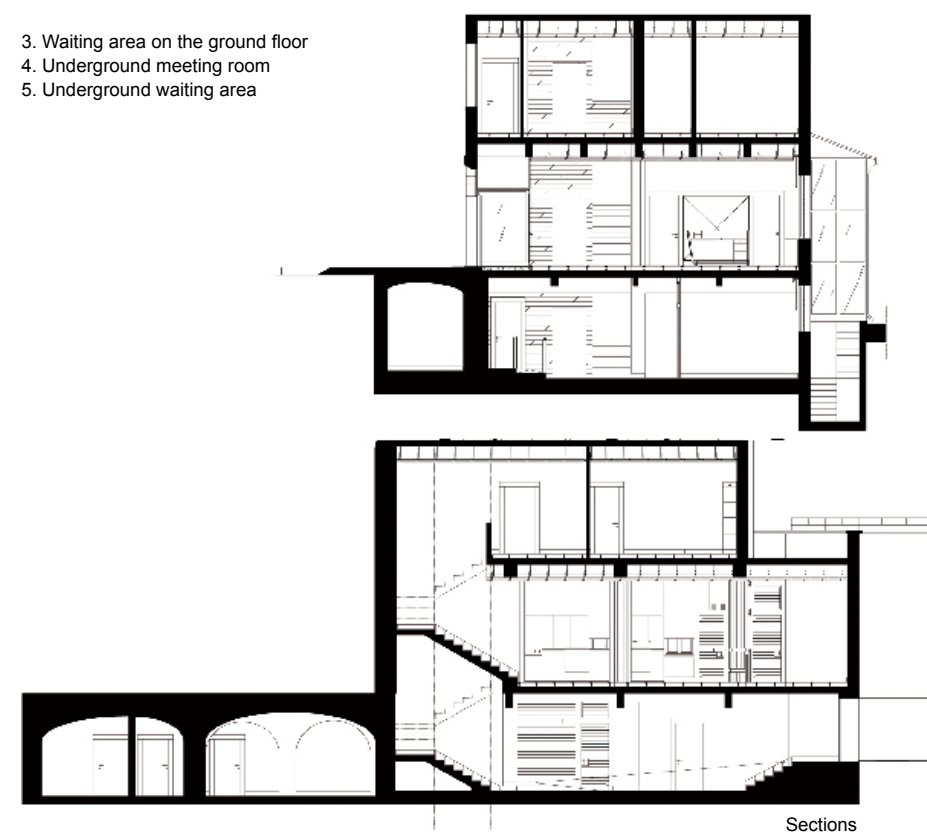 3. Waiting area on the ground floor
4. Underground meeting room
5. Underground waiting area
Sections